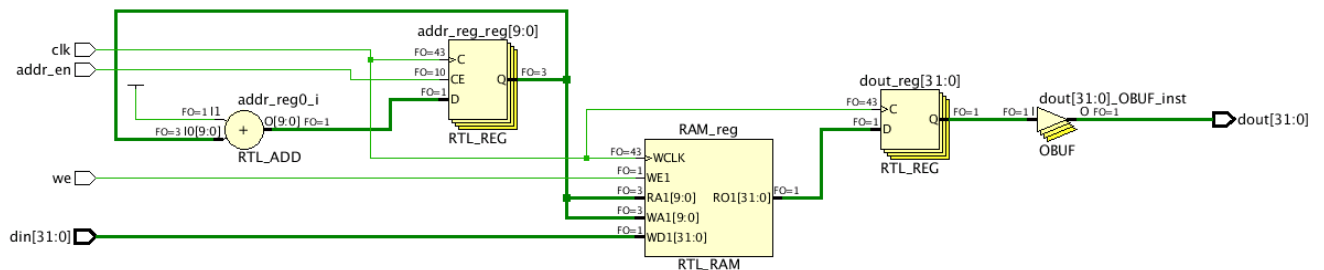 clk
addr_en
we
din[31:0]
FO=1 I1
FO=3 I0[9:0]
addr_reg0_i
+
O[9:0] FO=1
RTL_ADD
addr_reg_reg[9:0]
FO=43 C
FO=10 CE
FO=1 D
Q FO=3
RTL_REG
RAM_reg
FO=43 WCLK
FO=1 WE1
FO=3 RA1[9:0]
FO=3 WA1[9:0]
FO=1 WD1[31:0]
RO1[31:0] FO=1
RTL_RAM
dout_reg[31:0]
FO=43 C
FO=1 D
Q FO=1
RTL_REG
dout[31:0]_OBUF_inst
FO=1 I
O FO=1
OBUF
dout[31:0]